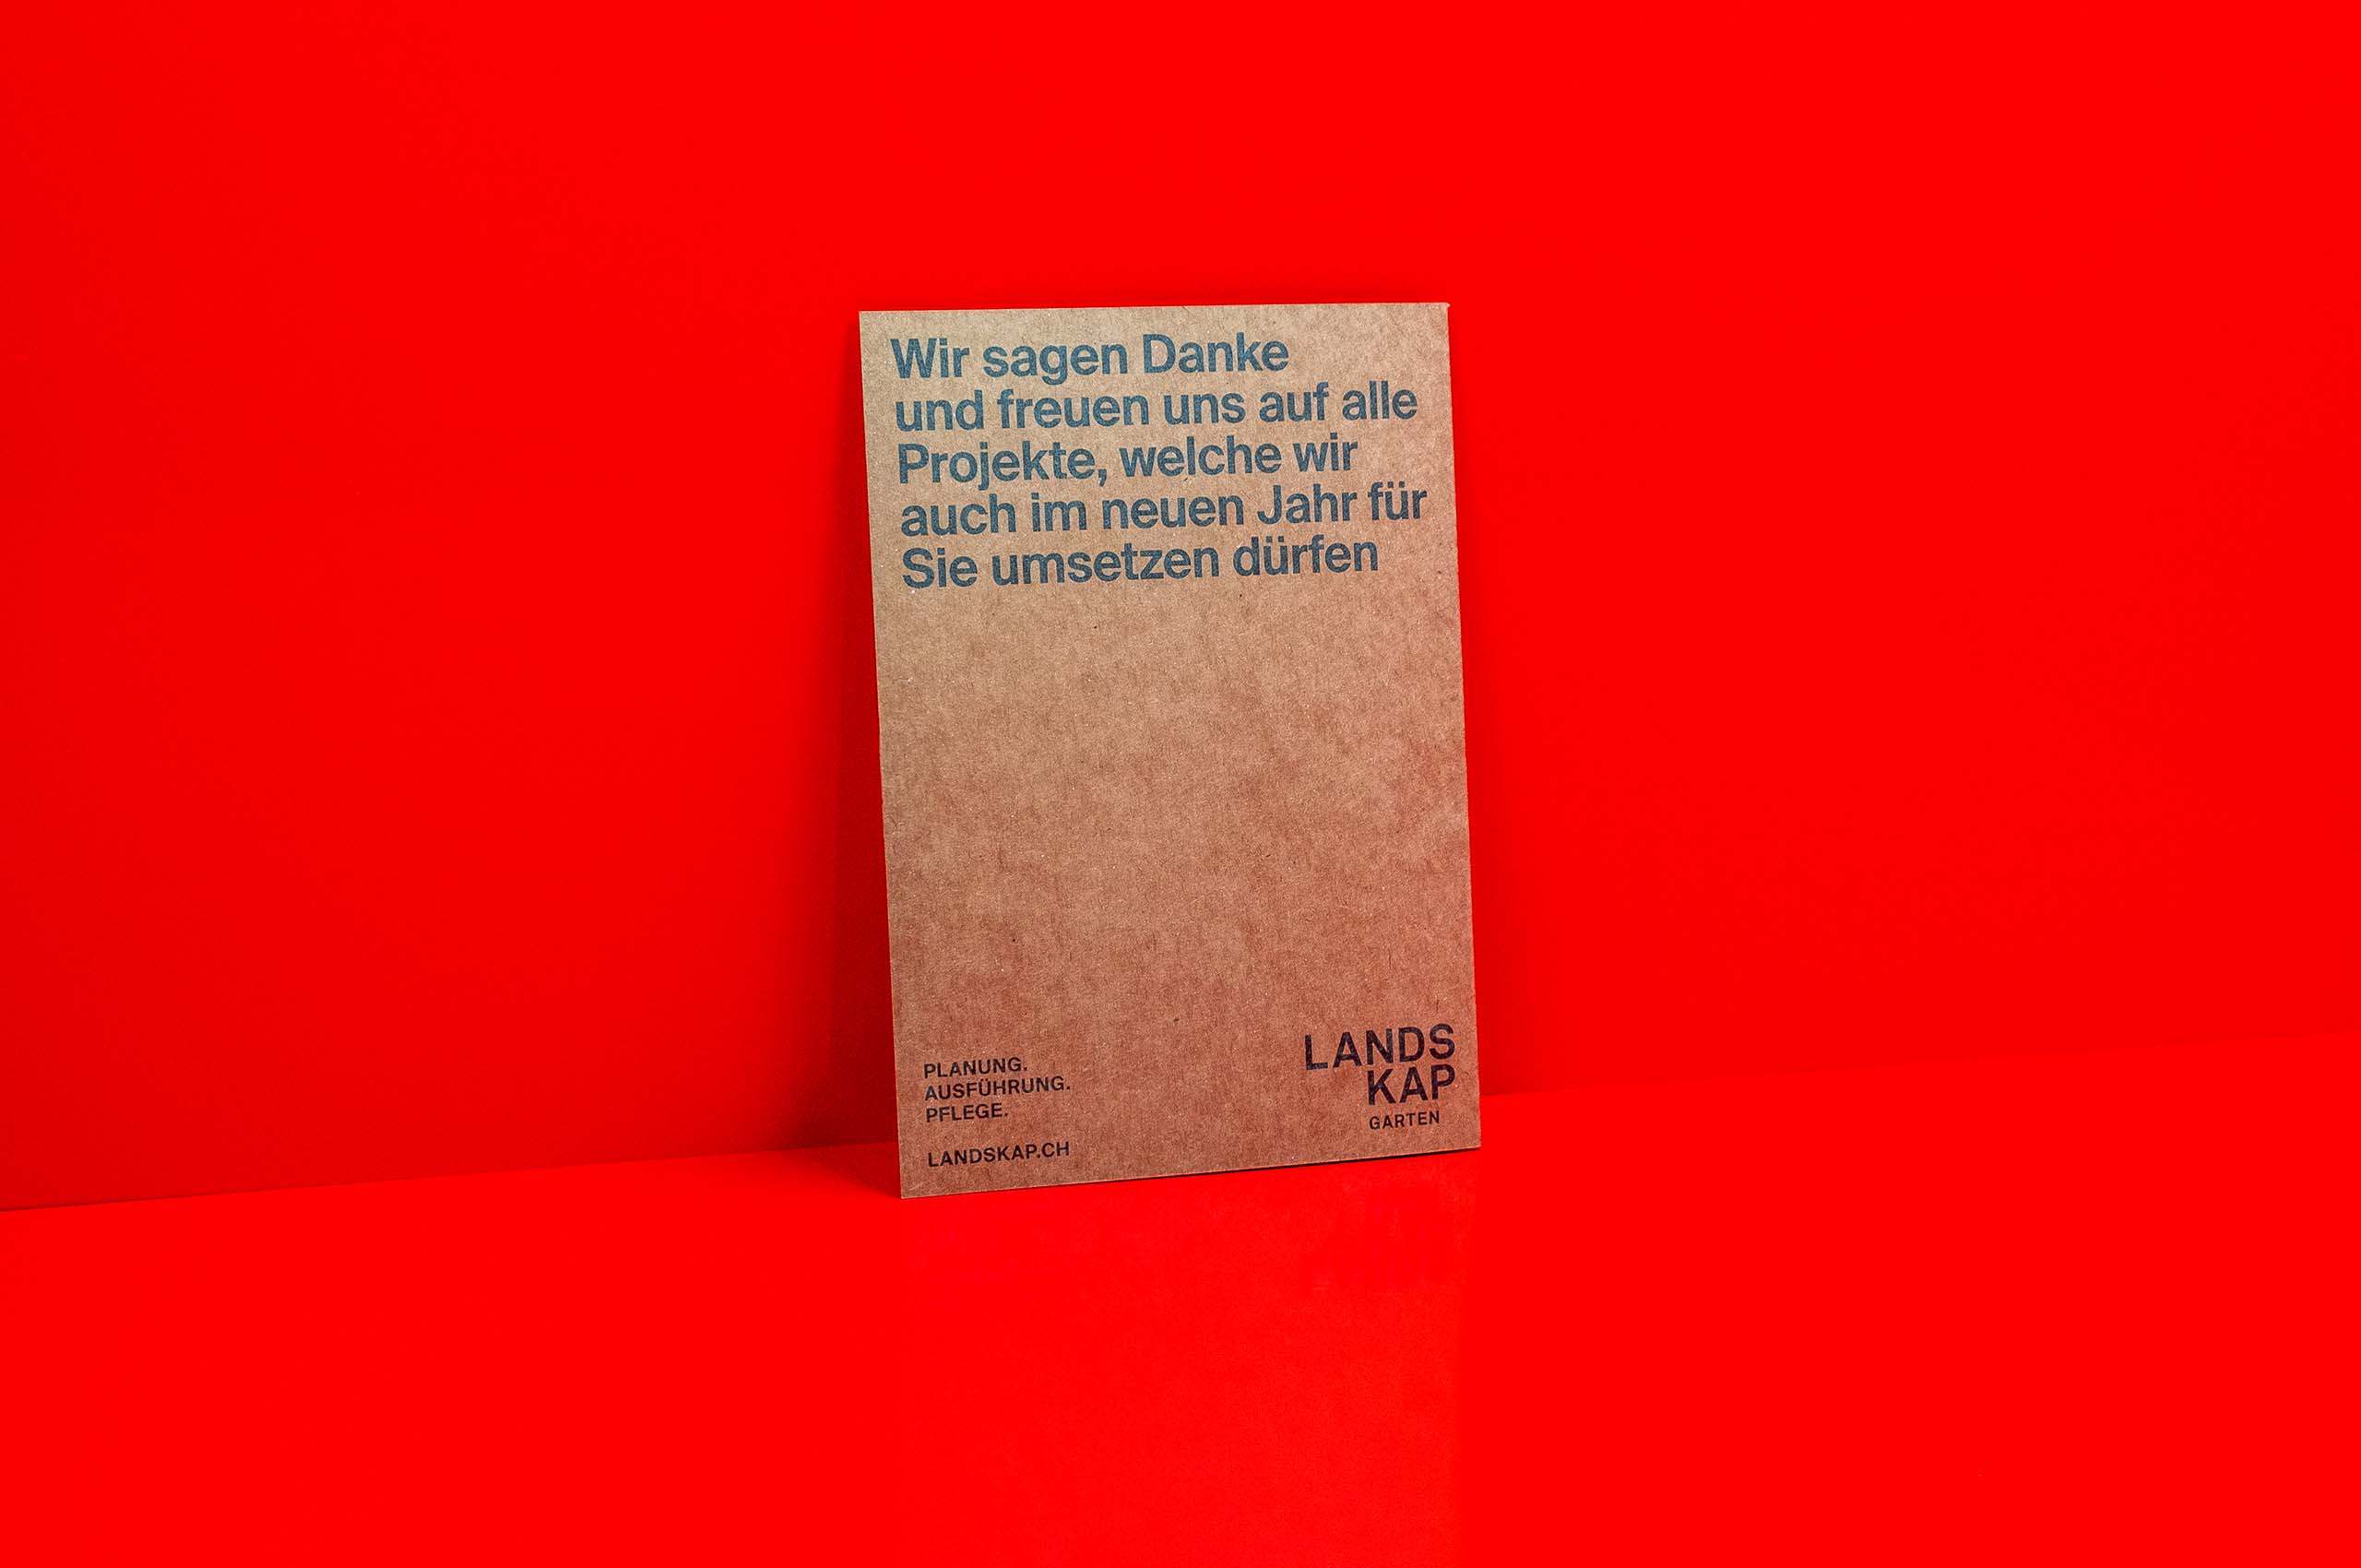 Wir sagen Danke
und freuen uns auf alle
Projekte, welche wir
auch im neuen Jahr für
Sie umsetzen dürfen
PLANUNG.
AUSFÜHRUNG.
PFLEGE.
LANDSKAP.CH
LANDS
KAP
GARTEN